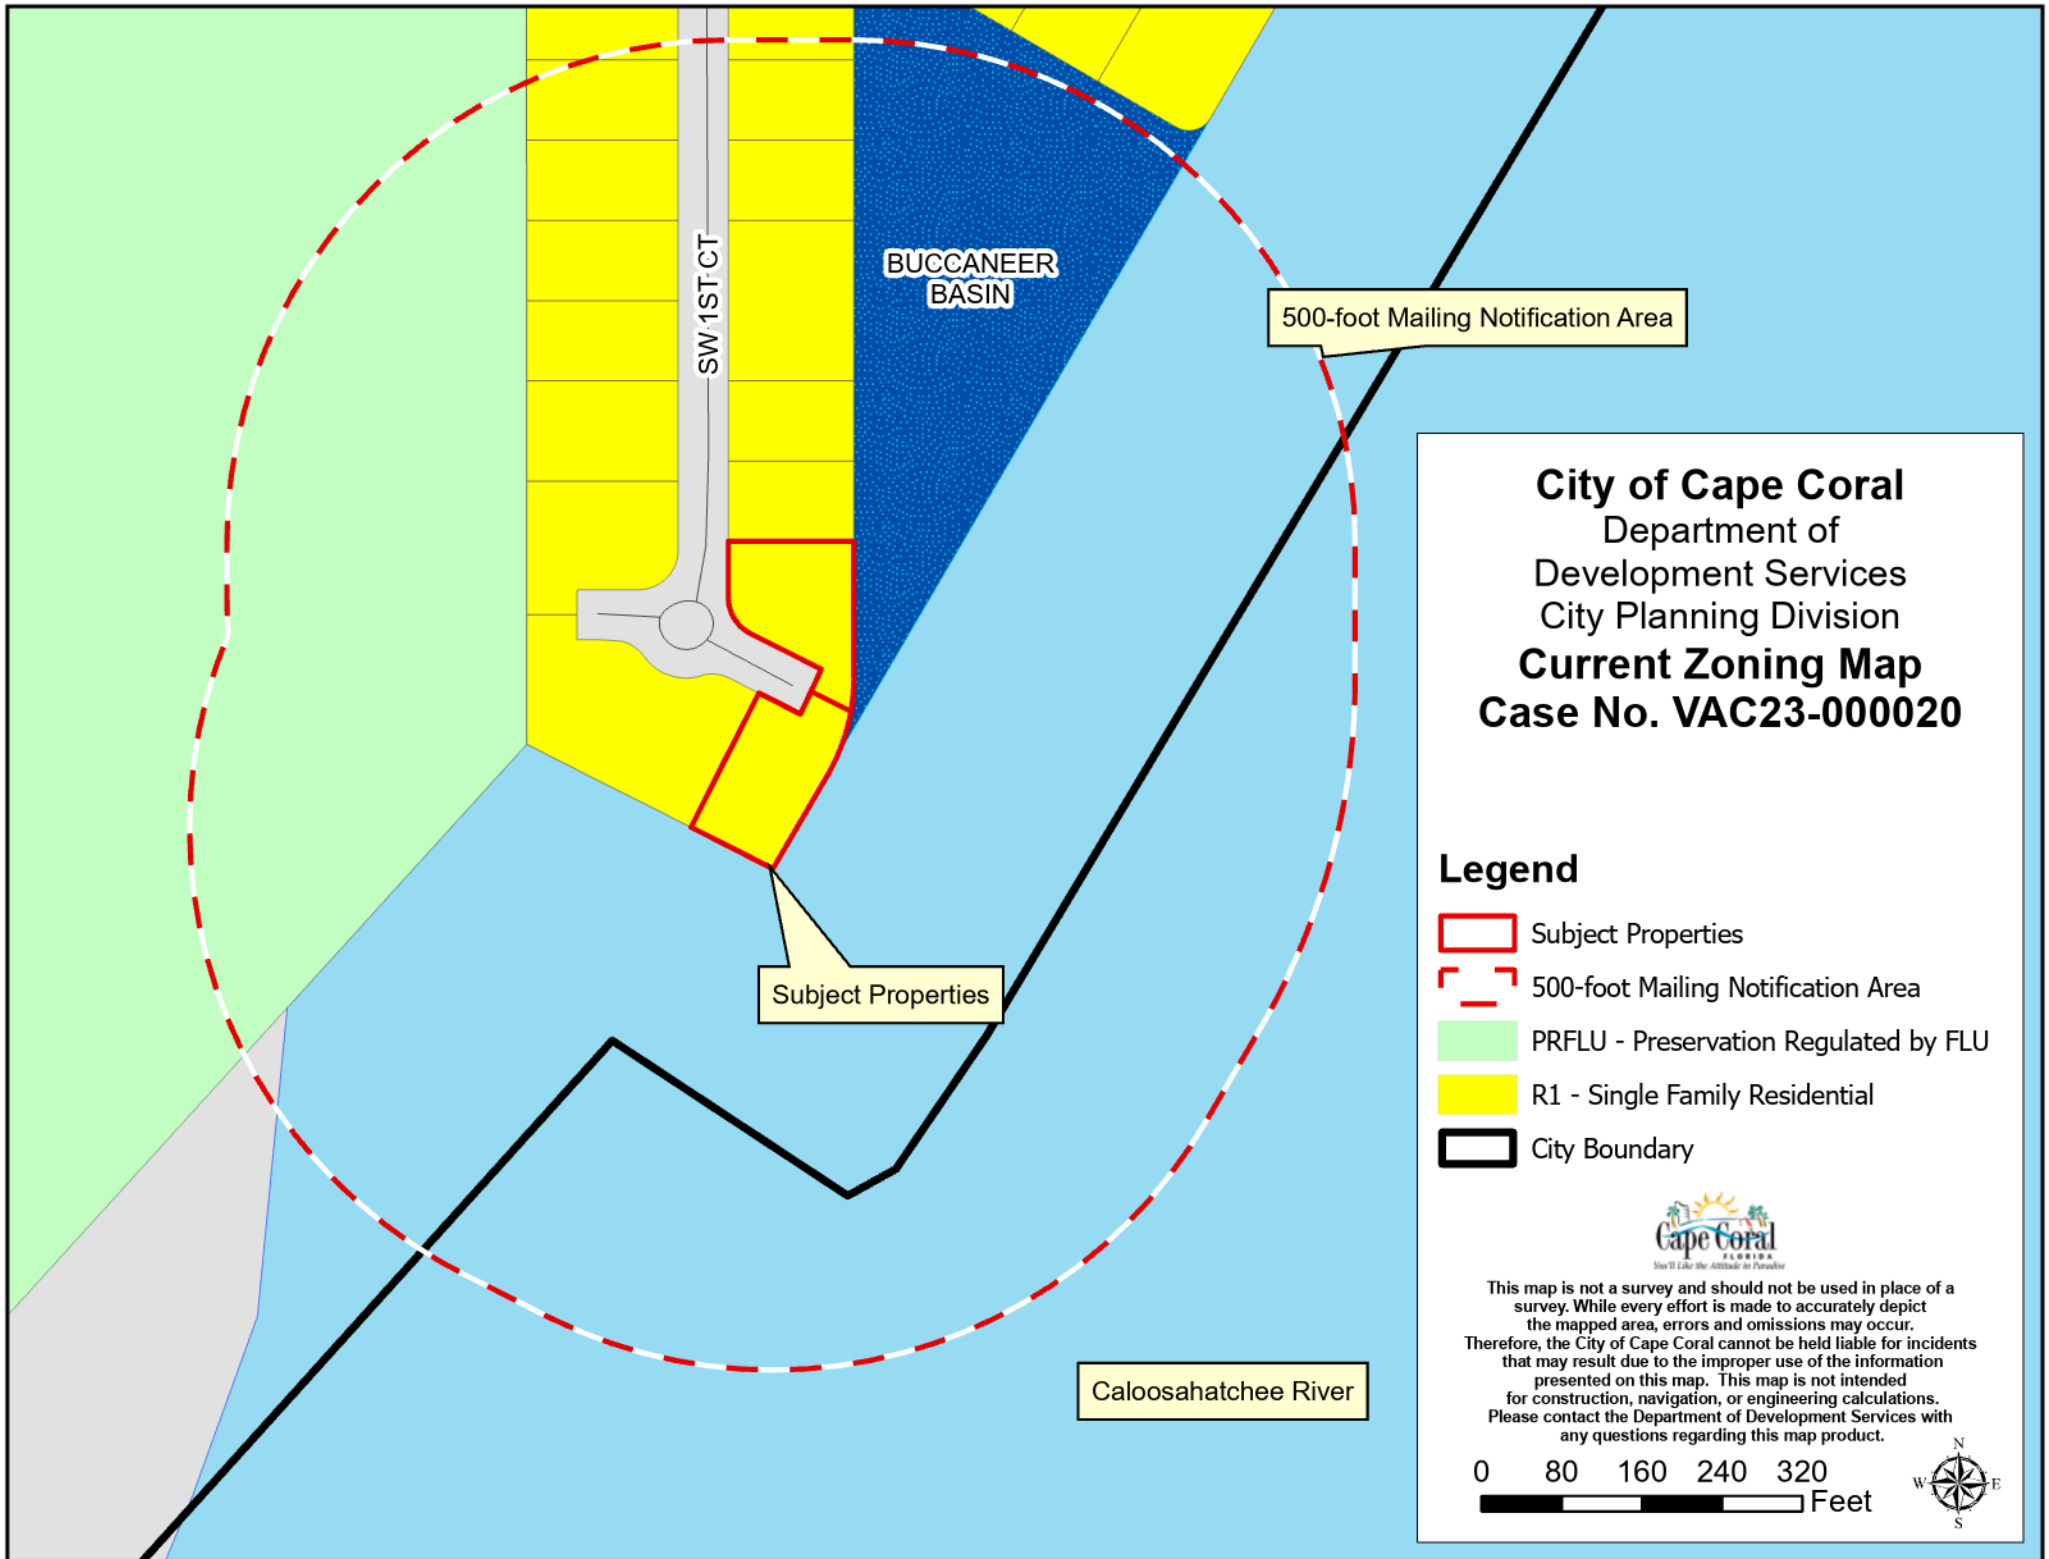 SW 1ST CT
BUCCANEER
BASIN
500-foot Mailing Notification Area
Subject Properties
Caloosahatchee River
City of Cape Coral
Department of
Development Services
City Planning Division
Current Zoning Map
Case No. VAC23-000020
Legend
Subject Properties
500-foot Mailing Notification Area
PRFLU - Preservation Regulated by FLU
R1 - Single Family Residential
City Boundary
Cape Coral
FLORIDA
You'll Like the Attitude in Paradise
This map is not a survey and should not be used in place of a
survey. While every effort is made to accurately depict
the mapped area, errors and omissions may occur.
Therefore, the City of Cape Coral cannot be held liable for incidents
that may result due to the improper use of the information
presented on this map. This map is not intended
for construction, navigation, or engineering calculations.
Please contact the Department of Development Services with
any questions regarding this map product.
0 80 160 240 320
Feet
N
W E
S